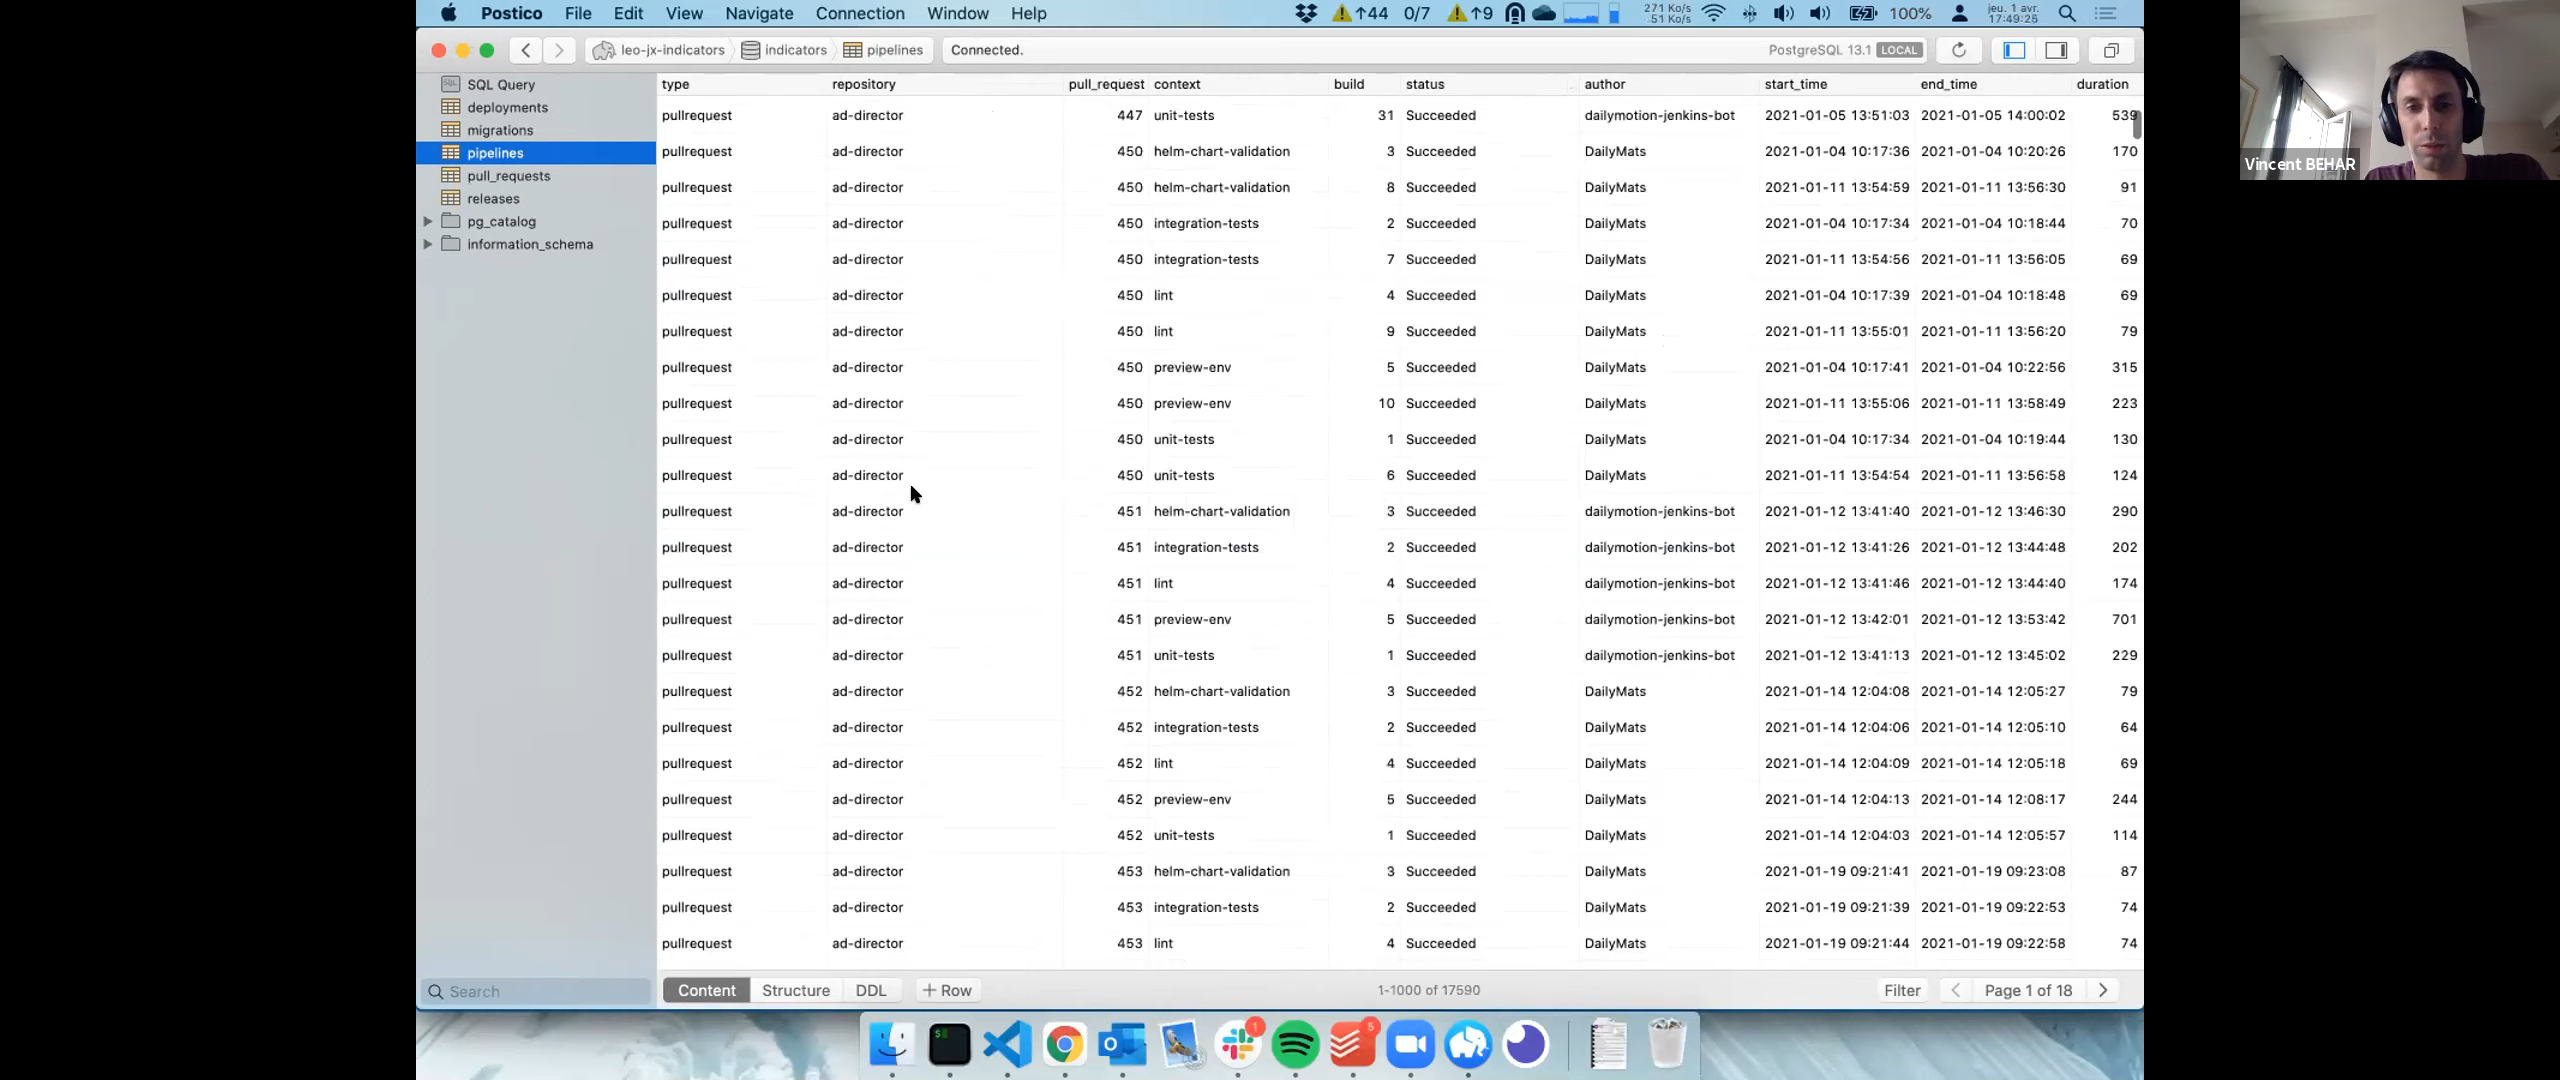 Postico File Edit View Navigate Connection Window Help ↑44 0/7 ↑9 271 Ko/s 51 Ko/s 100% jeu. 1 avr. 17:49:25
leo-jx-indicators indicators pipelines Connected. PostgreSQL 13.1 LOCAL
SQL Query
deployments
migrations
pipelines
pull_requests
releases
pg_catalog
information_schema
type repository pull_request context build status author start_time end_time duration
pullrequest ad-director 447 unit-tests 31 Succeeded dailymotion-jenkins-bot 2021-01-05 13:51:03 2021-01-05 14:00:02 539
pullrequest ad-director 450 helm-chart-validation 3 Succeeded DailyMats 2021-01-04 10:17:36 2021-01-04 10:20:26 170
pullrequest ad-director 450 helm-chart-validation 8 Succeeded DailyMats 2021-01-11 13:54:59 2021-01-11 13:56:30 91
pullrequest ad-director 450 integration-tests 2 Succeeded DailyMats 2021-01-04 10:17:34 2021-01-04 10:18:44 70
pullrequest ad-director 450 integration-tests 7 Succeeded DailyMats 2021-01-11 13:54:56 2021-01-11 13:56:05 69
pullrequest ad-director 450 lint 4 Succeeded DailyMats 2021-01-04 10:17:39 2021-01-04 10:18:48 69
pullrequest ad-director 450 lint 9 Succeeded DailyMats 2021-01-11 13:55:01 2021-01-11 13:56:20 79
pullrequest ad-director 450 preview-env 5 Succeeded DailyMats 2021-01-04 10:17:41 2021-01-04 10:22:56 315
pullrequest ad-director 450 preview-env 10 Succeeded DailyMats 2021-01-11 13:55:06 2021-01-11 13:58:49 223
pullrequest ad-director 450 unit-tests 1 Succeeded DailyMats 2021-01-04 10:17:34 2021-01-04 10:19:44 130
pullrequest ad-director 450 unit-tests 6 Succeeded DailyMats 2021-01-11 13:54:54 2021-01-11 13:56:58 124
pullrequest ad-director 451 helm-chart-validation 3 Succeeded dailymotion-jenkins-bot 2021-01-12 13:41:40 2021-01-12 13:46:30 290
pullrequest ad-director 451 integration-tests 2 Succeeded dailymotion-jenkins-bot 2021-01-12 13:41:26 2021-01-12 13:44:48 202
pullrequest ad-director 451 lint 4 Succeeded dailymotion-jenkins-bot 2021-01-12 13:41:46 2021-01-12 13:44:40 174
pullrequest ad-director 451 preview-env 5 Succeeded dailymotion-jenkins-bot 2021-01-12 13:42:01 2021-01-12 13:53:42 701
pullrequest ad-director 451 unit-tests 1 Succeeded dailymotion-jenkins-bot 2021-01-12 13:41:13 2021-01-12 13:45:02 229
pullrequest ad-director 452 helm-chart-validation 3 Succeeded DailyMats 2021-01-14 12:04:08 2021-01-14 12:05:27 79
pullrequest ad-director 452 integration-tests 2 Succeeded DailyMats 2021-01-14 12:04:06 2021-01-14 12:05:10 64
pullrequest ad-director 452 lint 4 Succeeded DailyMats 2021-01-14 12:04:09 2021-01-14 12:05:18 69
pullrequest ad-director 452 preview-env 5 Succeeded DailyMats 2021-01-14 12:04:13 2021-01-14 12:08:17 244
pullrequest ad-director 452 unit-tests 1 Succeeded DailyMats 2021-01-14 12:04:03 2021-01-14 12:05:57 114
pullrequest ad-director 453 helm-chart-validation 3 Succeeded DailyMats 2021-01-19 09:21:41 2021-01-19 09:23:08 87
pullrequest ad-director 453 integration-tests 2 Succeeded DailyMats 2021-01-19 09:21:39 2021-01-19 09:22:53 74
pullrequest ad-director 453 lint 4 Succeeded DailyMats 2021-01-19 09:21:44 2021-01-19 09:22:58 74
Search Content Structure DDL + Row 1-1000 of 17590 Filter Page 1 of 18
1 5
Vincent BEHAR